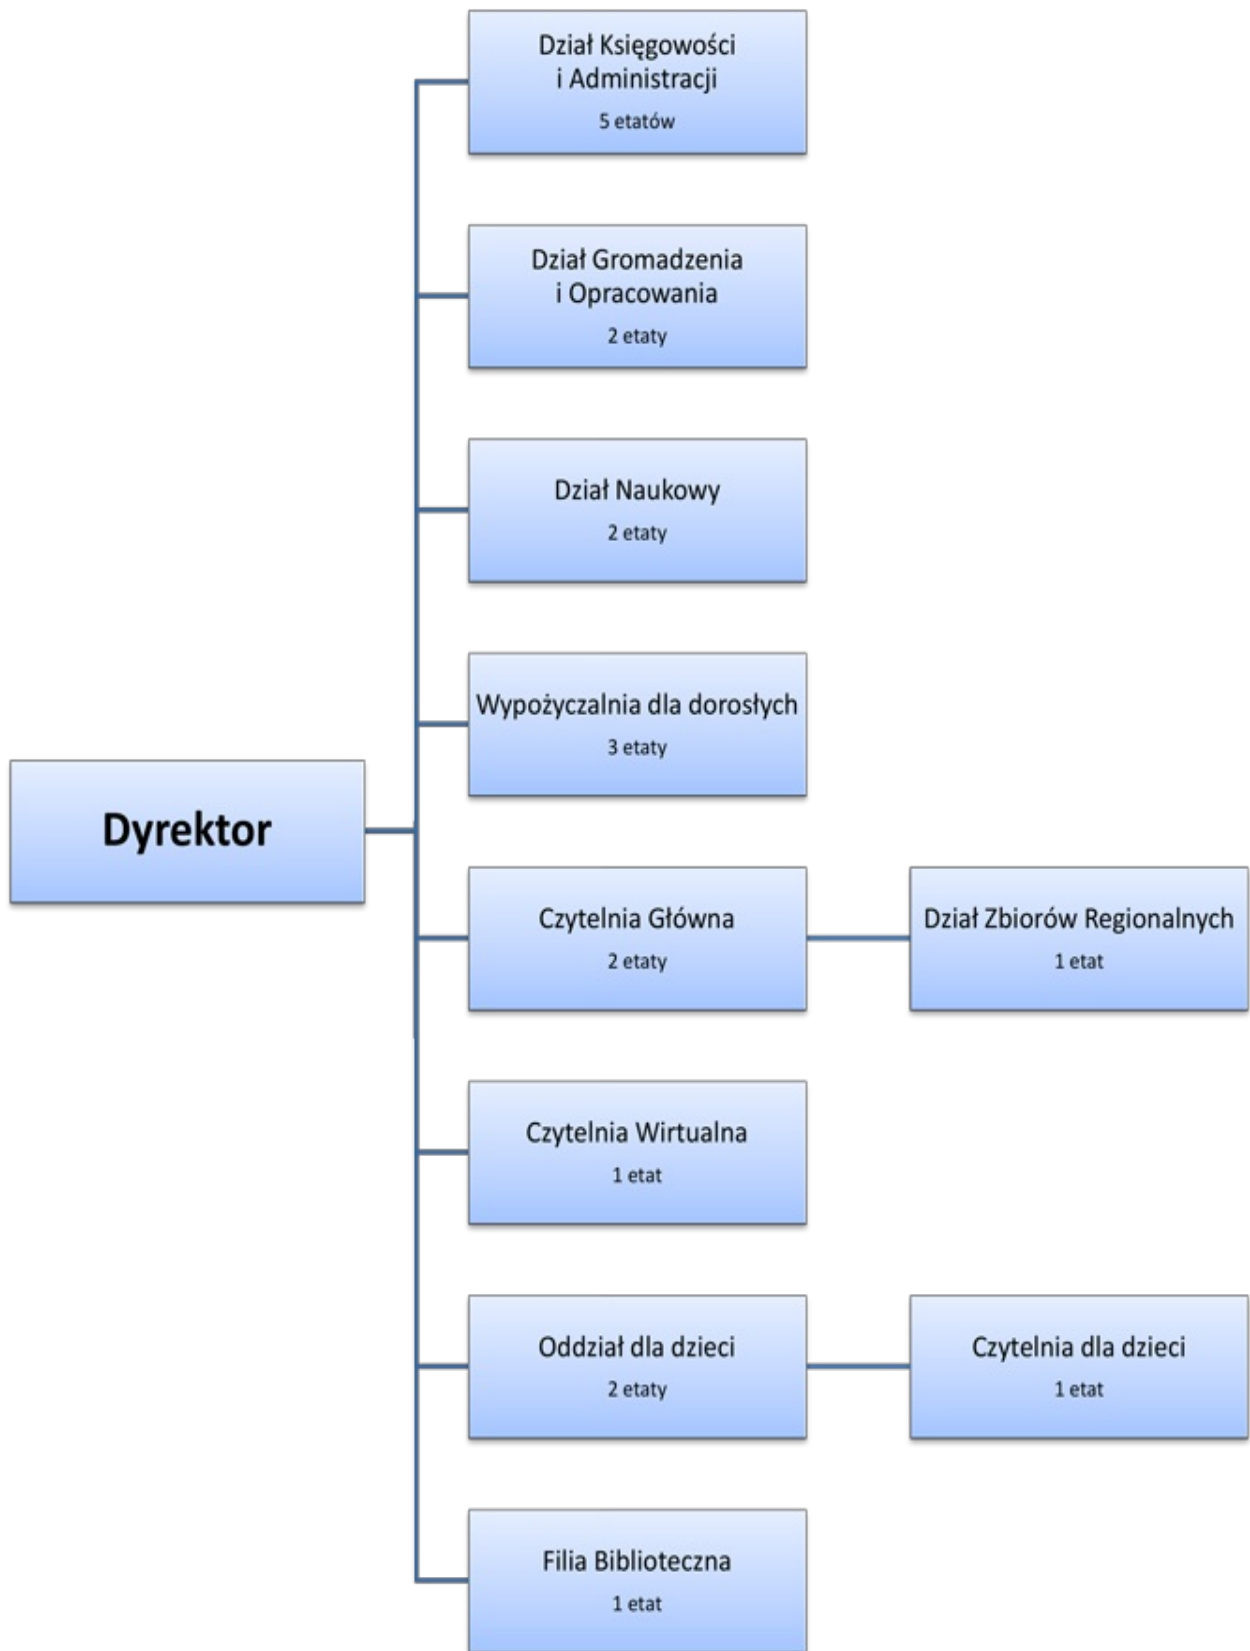 Dział Księgowości
i Administracji
5 etatów
Dział Gromadzenia
i Opracowania
2 etaty
Dział Naukowy
2 etaty
Wypożyczalnia dla dorosłych
3 etaty
Dyrektor
Czytelnia Główna
2 etaty
Dział Zbiorów Regionalnych
1 etat
Czytelnia Wirtualna
1 etat
Oddział dla dzieci
2 etaty
Czytelnia dla dzieci
1 etat
Filia Biblioteczna
1 etat